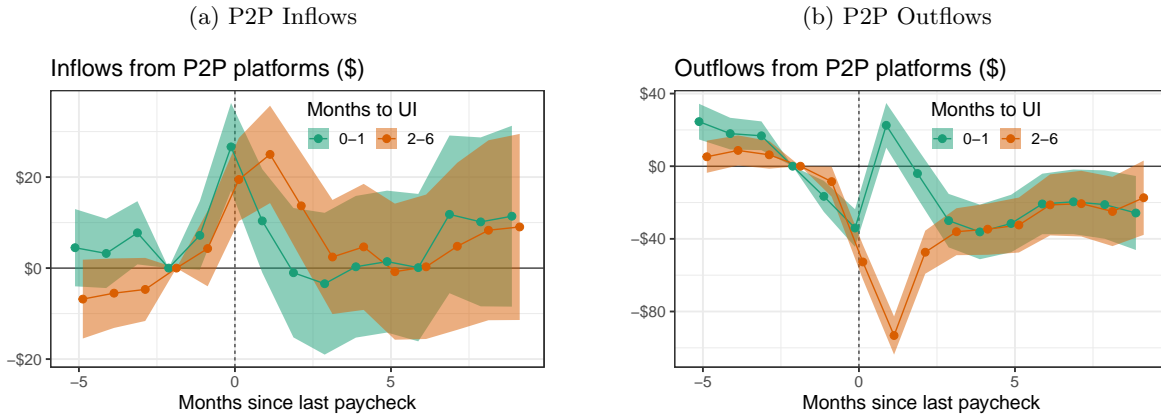 (a) P2P Inflows
Inflows from P2P platforms ($)
Months to UI
0−1 2−6
$20
$0
−$20
−5 0 5
Months since last paycheck
(b) P2P Outflows
Outflows from P2P platforms ($)
Months to UI
0−1 2−6
$40
$0
−$40
−$80
−5 0 5
Months since last paycheck